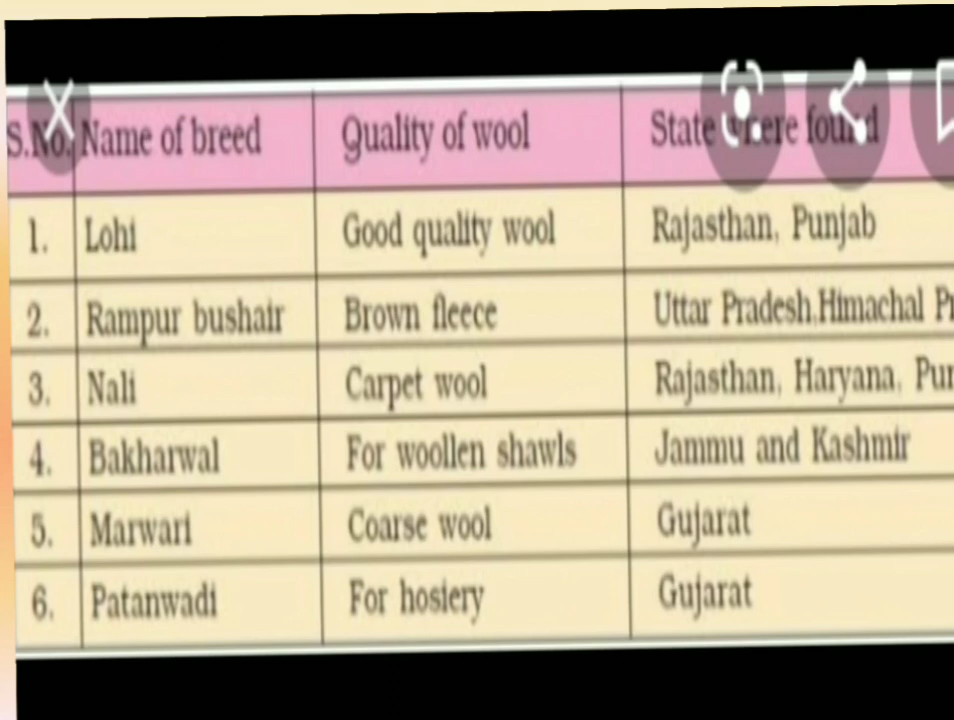 S.No. Name of breed Quality of wool State where found
1. Lohi Good quality wool Rajasthan, Punjab
2. Rampur bushair Brown fleece Uttar Pradesh,Himachal
3. Nali Carpet wool Rajasthan, Haryana,
4. Bakharwal For woollen shawls Jammu and Kashmir
5. Marwari Coarse wool Gujarat
6. Patanwadi For hosiery Gujarat